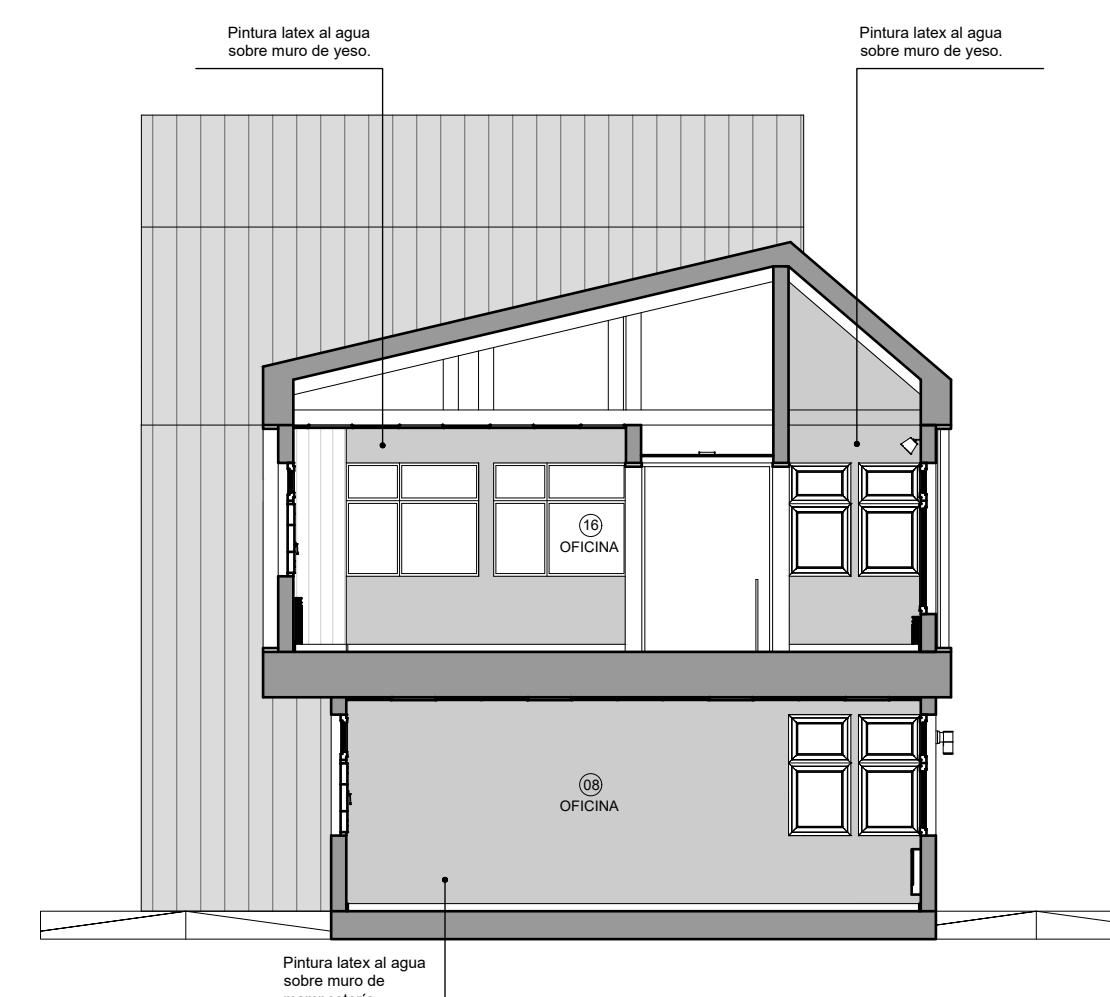 Pintura latex al agua
sobre muro de yeso.
Pintura latex al agua
sobre muro de yeso.
16
OFICINA
08
OFICINA
Pintura latex al agua
sobre muro de